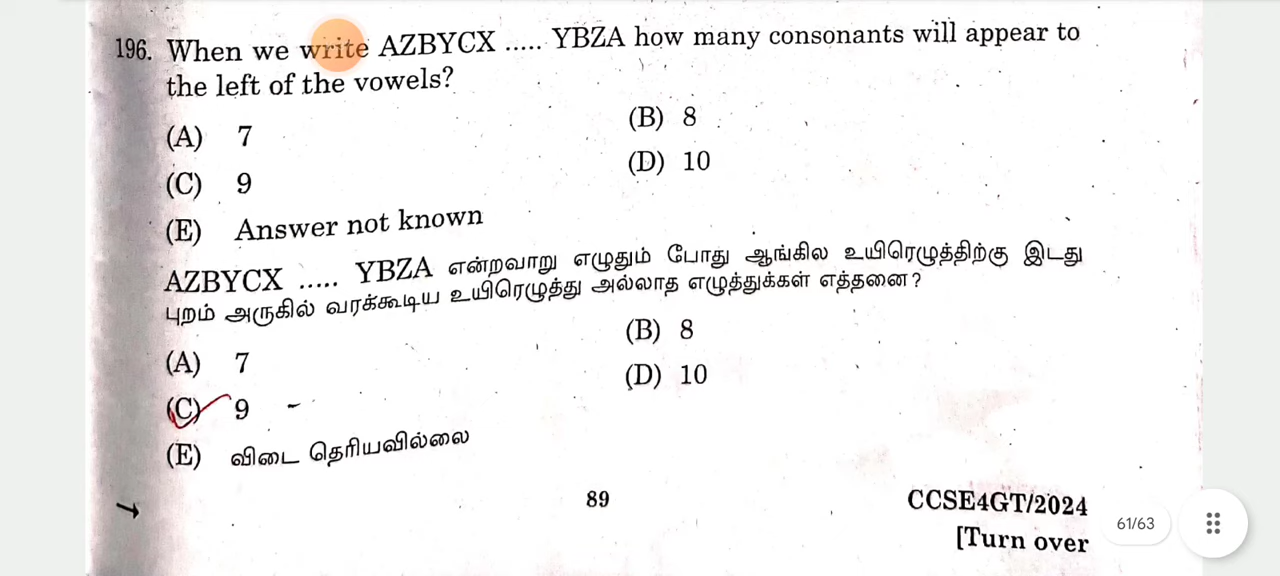 196. When we write AZBYCX ..... YBZA how many consonants will appear to
the left of the vowels?
(A) 7
(B) 8
(C) 9
(D) 10
(E) Answer not known
AZBYCX ..... YBZA என்றவாறு எழுதும் போது ஆங்கில உயிரெழுத்திற்கு இடது
புறம் அருகில் வரக்கூடிய உயிரெழுத்து அல்லாத எழுத்துக்கள் எத்தனை?
(A) 7
(B) 8
(C) 9
(D) 10
(E) விடை தெரியவில்லை
89
CCSE4GT/2024
[Turn over
61/63